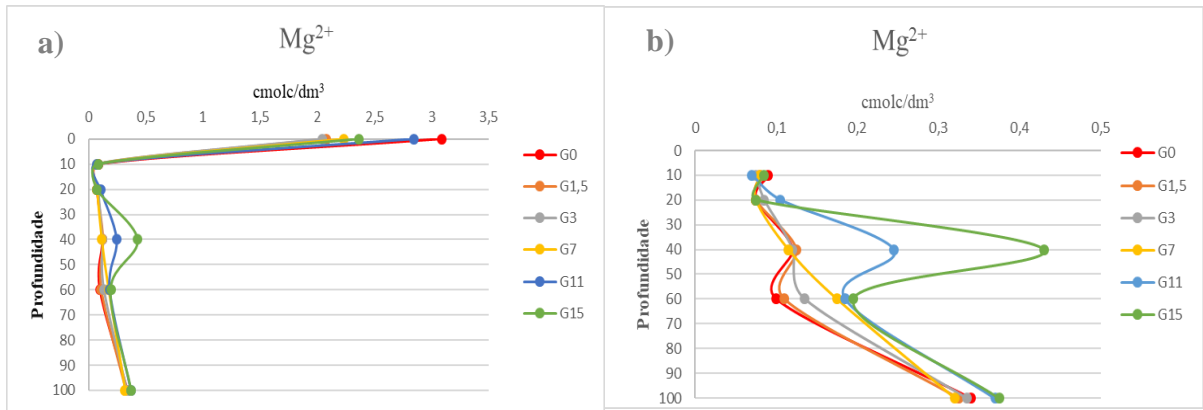 a)
Mg²⁺
cmolc/dm³
0 0,5 1 1,5 2 2,5 3 3,5
0
10
20
30
40
50
60
70
80
90
100
Profundidade
G0
G1,5
G3
G7
G11
G15
b)
Mg²⁺
cmolc/dm³
0 0,1 0,2 0,3 0,4 0,5
0
10
20
30
40
50
60
70
80
90
100
Profundidade
G0
G1,5
G3
G7
G11
G15